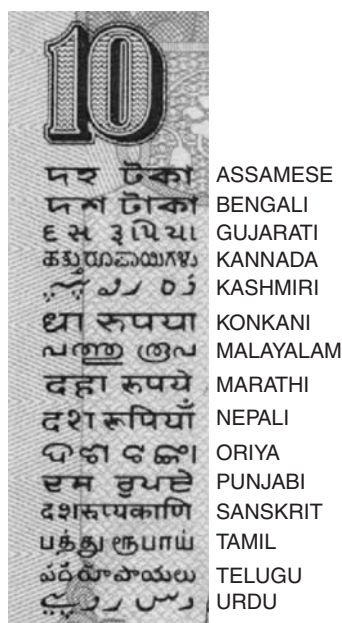 10
দহ টকা ASSAMESE
দশ টাকা BENGALI
દસ રૂપિયા GUJARATI
ಹತ್ತು ರೂಪಾಯಿಗಳು KANNADA
KASHMIRI
धा रुपया KONKANI
പത്തു രൂപ MALAYALAM
दहा रुपये MARATHI
दश रुपियाँ NEPALI
ଦଶ ଟଙ୍କା ORIYA
ਦਸ ਰੁਪਏ PUNJABI
दशरूप्यकाणि SANSKRIT
பத்து ரூபாய் TAMIL
పది రూపాయలు TELUGU
دس روپیے URDU